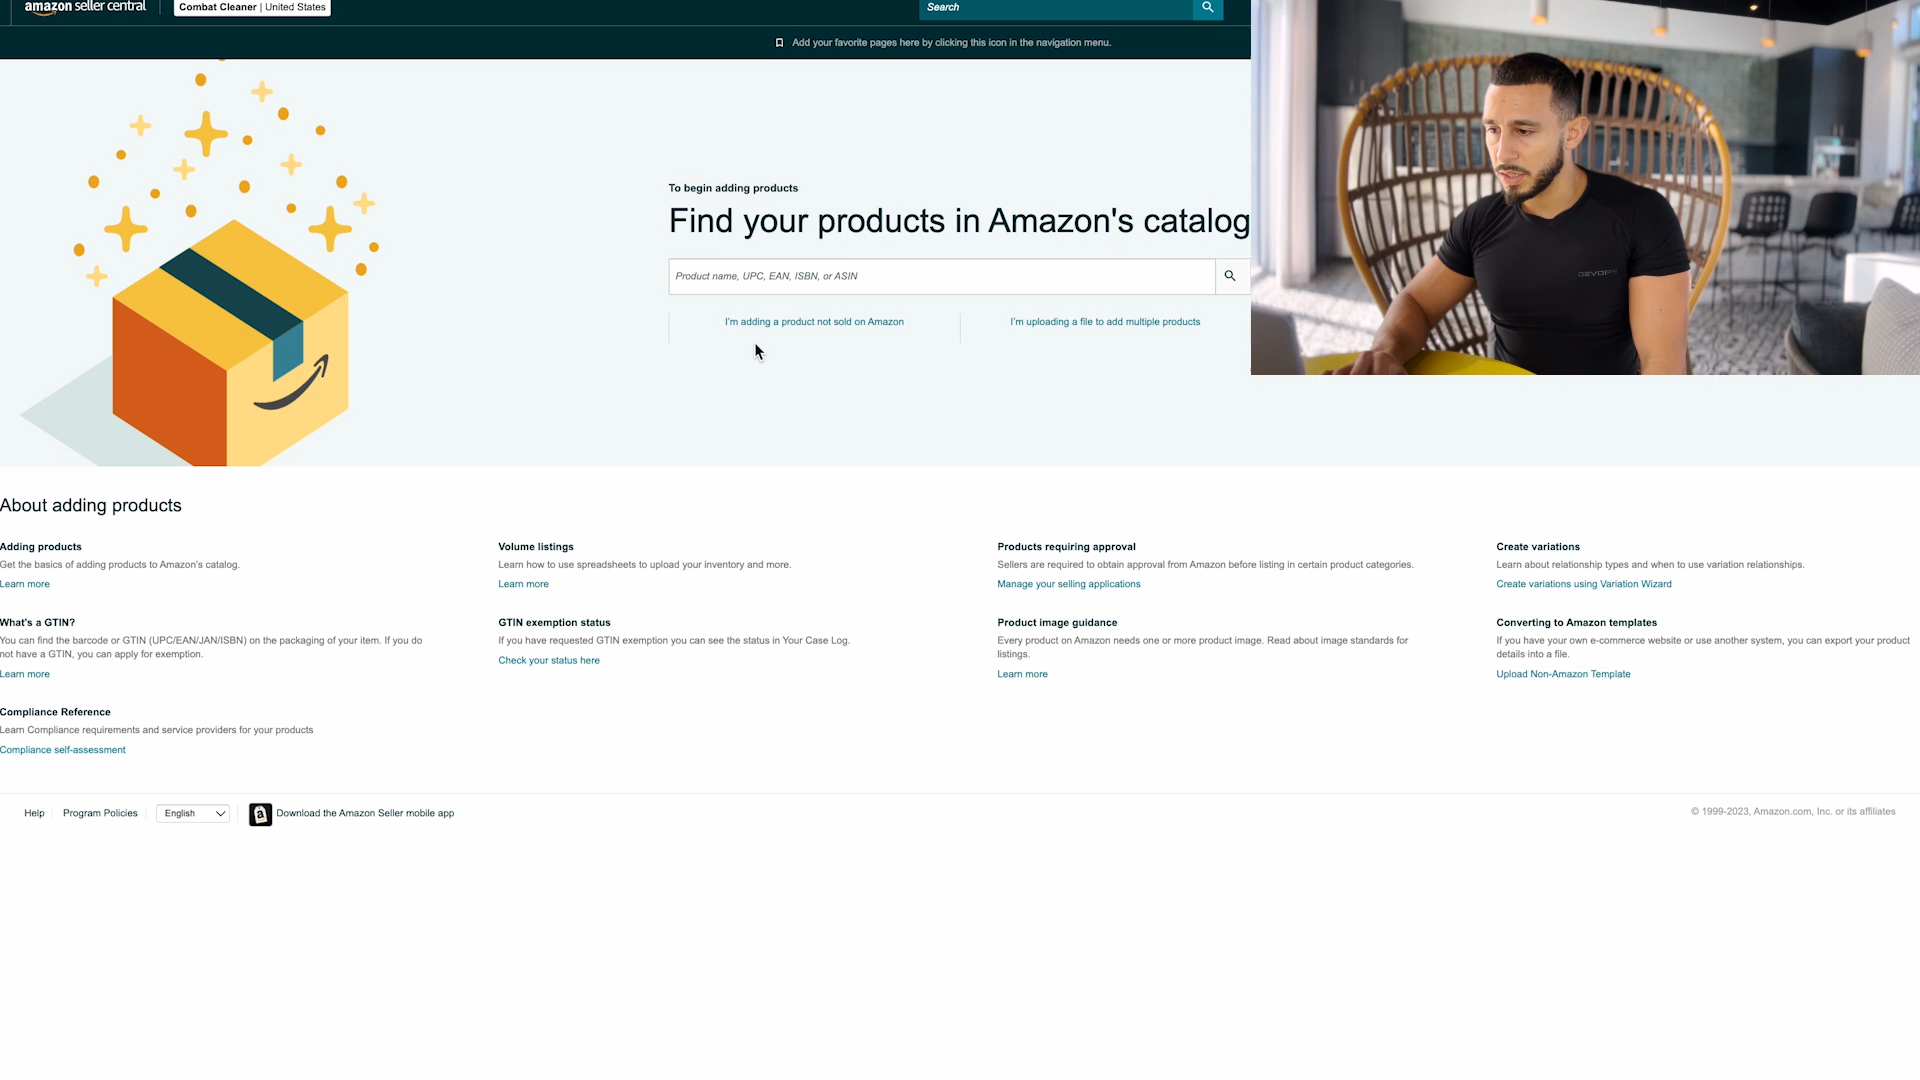 amazon seller central
Combat Cleaner | United States
Search
Add your favorite pages here by clicking this icon in the navigation menu.
To begin adding products
Find your products in Amazon's catalog
Product name, UPC, EAN, ISBN, or ASIN
I'm adding a product not sold on Amazon
I'm uploading a file to add multiple products
DEVOPS
About adding products
Adding products
Get the basics of adding products to Amazon's catalog.
Learn more
Volume listings
Learn how to use spreadsheets to upload your inventory and more.
Learn more
Products requiring approval
Sellers are required to obtain approval from Amazon before listing in certain product categories.
Manage your selling applications
Create variations
Learn about relationship types and when to use variation relationships.
Create variations using Variation Wizard
What's a GTIN?
You can find the barcode or GTIN (UPC/EAN/JAN/ISBN) on the packaging of your item. If you do
not have a GTIN, you can apply for exemption.
Learn more
GTIN exemption status
If you have requested GTIN exemption you can see the status in Your Case Log.
Check your status here
Product image guidance
Every product on Amazon needs one or more product image. Read about image standards for
listings.
Learn more
Converting to Amazon templates
If you have your own e-commerce website or use another system, you can export your product
details into a file.
Upload Non-Amazon Template
Compliance Reference
Learn Compliance requirements and service providers for your products
Compliance self-assessment
Help
Program Policies
English
Download the Amazon Seller mobile app
© 1999-2023, Amazon.com, Inc. or its affiliates